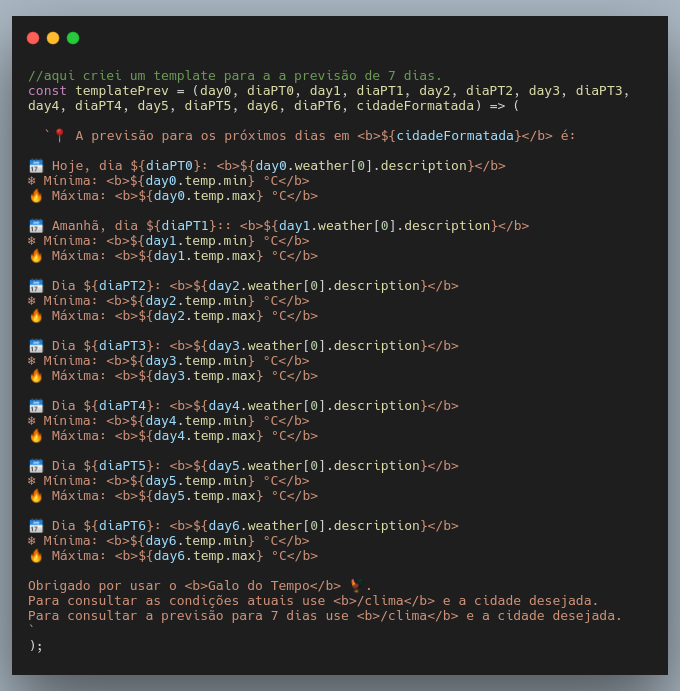 //aqui criei um template para a a previsão de 7 dias.
const templatePrev = (day0, diaPT0, day1, diaPT1, day2, diaPT2, day3, diaPT3,
day4, diaPT4, day5, diaPT5, day6, diaPT6, cidadeFormatada) => (
`📍 A previsão para os próximos dias em <b>${cidadeFormatada}</b> é:
📅 Hoje, dia ${diaPT0}: <b>${day0.weather[0].description}</b>
❄ Mínima: <b>${day0.temp.min} °C</b>
🔥 Máxima: <b>${day0.temp.max} °C</b>
📅 Amanhã, dia ${diaPT1}:: <b>${day1.weather[0].description}</b>
❄ Mínima: <b>${day1.temp.min} °C</b>
🔥 Máxima: <b>${day1.temp.max} °C</b>
📅 Dia ${diaPT2}: <b>${day2.weather[0].description}</b>
❄ Mínima: <b>${day2.temp.min} °C</b>
🔥 Máxima: <b>${day2.temp.max} °C</b>
📅 Dia ${diaPT3}: <b>${day3.weather[0].description}</b>
❄ Mínima: <b>${day3.temp.min} °C</b>
🔥 Máxima: <b>${day3.temp.max} °C</b>
📅 Dia ${diaPT4}: <b>${day4.weather[0].description}</b>
❄ Mínima: <b>${day4.temp.min} °C</b>
🔥 Máxima: <b>${day4.temp.max} °C</b>
📅 Dia ${diaPT5}: <b>${day5.weather[0].description}</b>
❄ Mínima: <b>${day5.temp.min} °C</b>
🔥 Máxima: <b>${day5.temp.max} °C</b>
📅 Dia ${diaPT6}: <b>${day6.weather[0].description}</b>
❄ Mínima: <b>${day6.temp.min} °C</b>
🔥 Máxima: <b>${day6.temp.max} °C</b>
Obrigado por usar o <b>Galo do Tempo</b> 🐓.
Para consultar as condições atuais use <b>/clima</b> e a cidade desejada.
Para consultar a previsão para 7 dias use <b>/clima</b> e a cidade desejada.
`
);